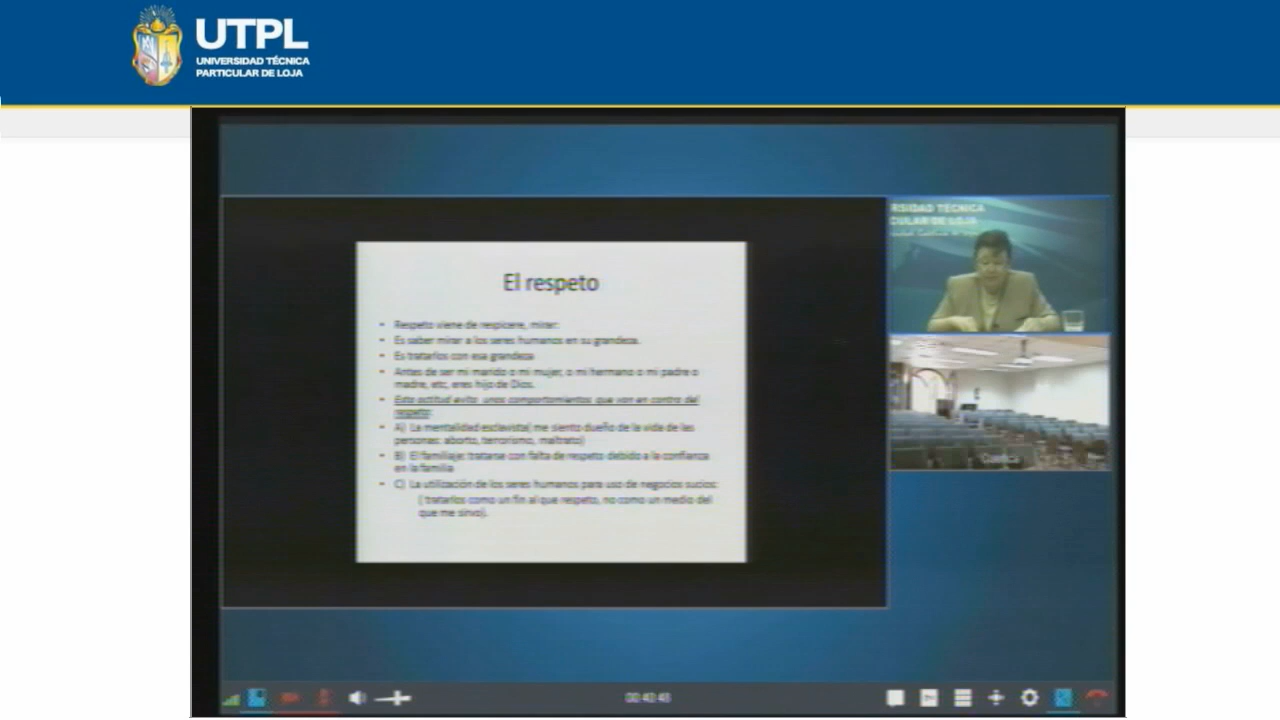 UTPL
UNIVERSIDAD TÉCNICA
PARTICULAR DE LOJA
RSIDAD TÉCNICA
CULAR DE LOJA
El respeto
• Respeto viene de respicere, mirar.
• Es saber mirar a los seres humanos en su grandeza.
• Es tratarlos con esa grandeza
• Antes de ser mi marido o mi mujer, o mi hermano o mi padre o
madre, etc, eres hijo de Dios.
• Esta actitud evita unos comportamientos que van en contra del
respeto:
• A) La mentalidad esclavista( me siento dueño de la vida de las
personas: aborto, terrorismo, maltrato)
• B) El familiaje: tratarse con falta de respeto debido a la confianza
en la familia
• C) La utilización de los seres humanos para uso de negocios sucios:
( tratarlos como un fin al que respeto, no como un medio del
que me sirvo).